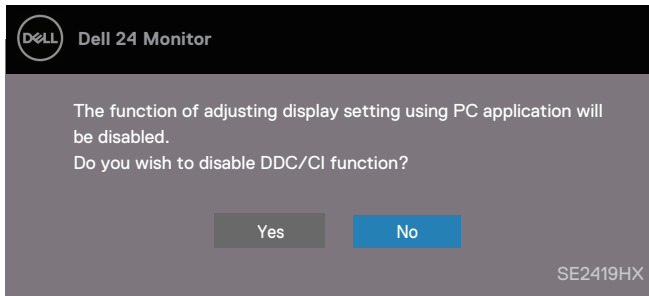 DELL Dell 24 Monitor
The function of adjusting display setting using PC application will
be disabled.
Do you wish to disable DDC/CI function?
Yes No
SE2419HX